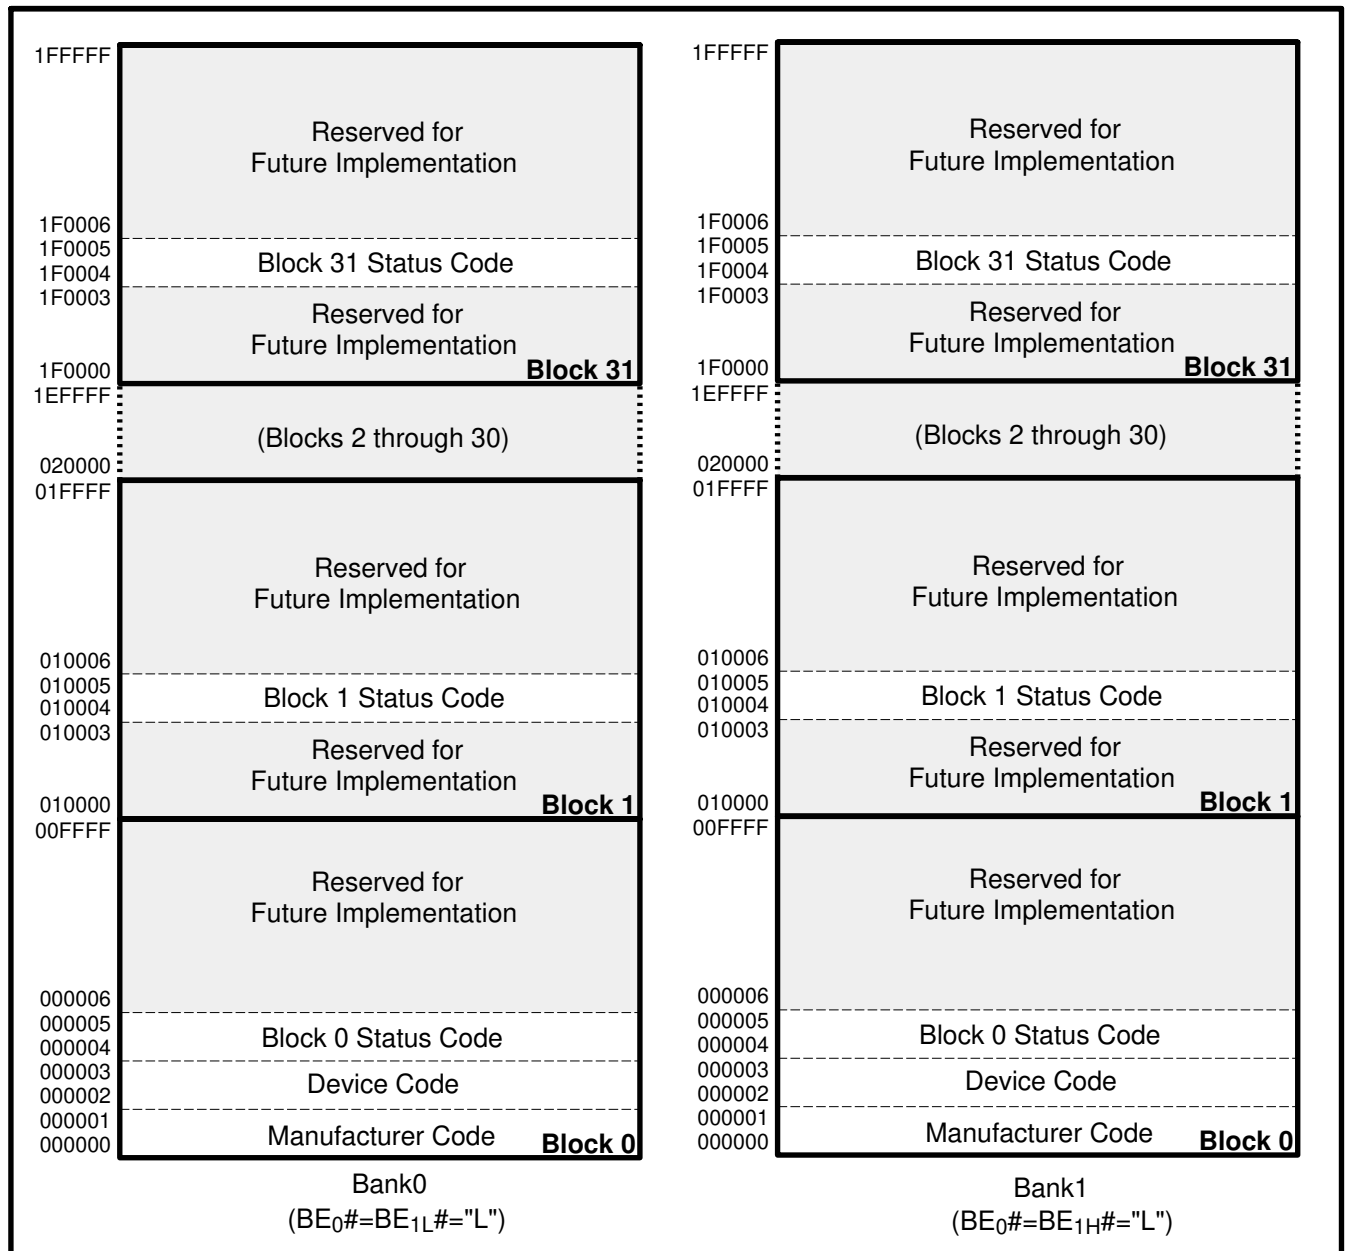 1FFFFF
Reserved for
Future Implementation
1F0006
1F0005
Block 31 Status Code
1F0004
1F0003
Reserved for
Future Implementation
1F0000
Block 31
1EFFFF
(Blocks 2 through 30)
020000
01FFFF
Reserved for
Future Implementation
010006
010005
Block 1 Status Code
010004
010003
Reserved for
Future Implementation
010000
Block 1
00FFFF
Reserved for
Future Implementation
000006
000005
Block 0 Status Code
000004
000003
Device Code
000002
000001
Manufacturer Code
Block 0
000000
Bank0
(BE0#=BE1L#="L")
1FFFFF
Reserved for
Future Implementation
1F0006
1F0005
Block 31 Status Code
1F0004
1F0003
Reserved for
Future Implementation
1F0000
Block 31
1EFFFF
(Blocks 2 through 30)
020000
01FFFF
Reserved for
Future Implementation
010006
010005
Block 1 Status Code
010004
010003
Reserved for
Future Implementation
010000
Block 1
00FFFF
Reserved for
Future Implementation
000006
000005
Block 0 Status Code
000004
000003
Device Code
000002
000001
Manufacturer Code
Block 0
000000
Bank1
(BE0#=BE1H#="L")